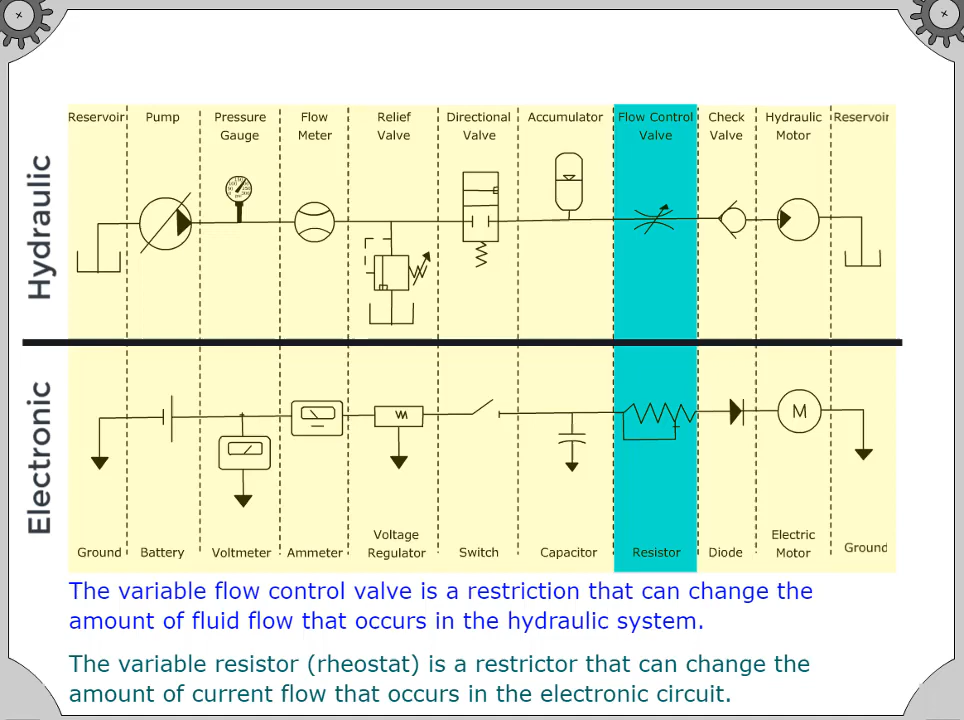 Reservoir Pump Pressure Gauge Flow Meter Relief Valve Directional Valve Accumulator Flow Control Valve Check Valve Hydraulic Motor Reservoir
Hydraulic
Electronic
M
Ground Battery Voltmeter Ammeter Voltage Regulator Switch Capacitor Resistor Diode Electric Motor Ground
The variable flow control valve is a restriction that can change the
amount of fluid flow that occurs in the hydraulic system.
The variable resistor (rheostat) is a restrictor that can change the
amount of current flow that occurs in the electronic circuit.